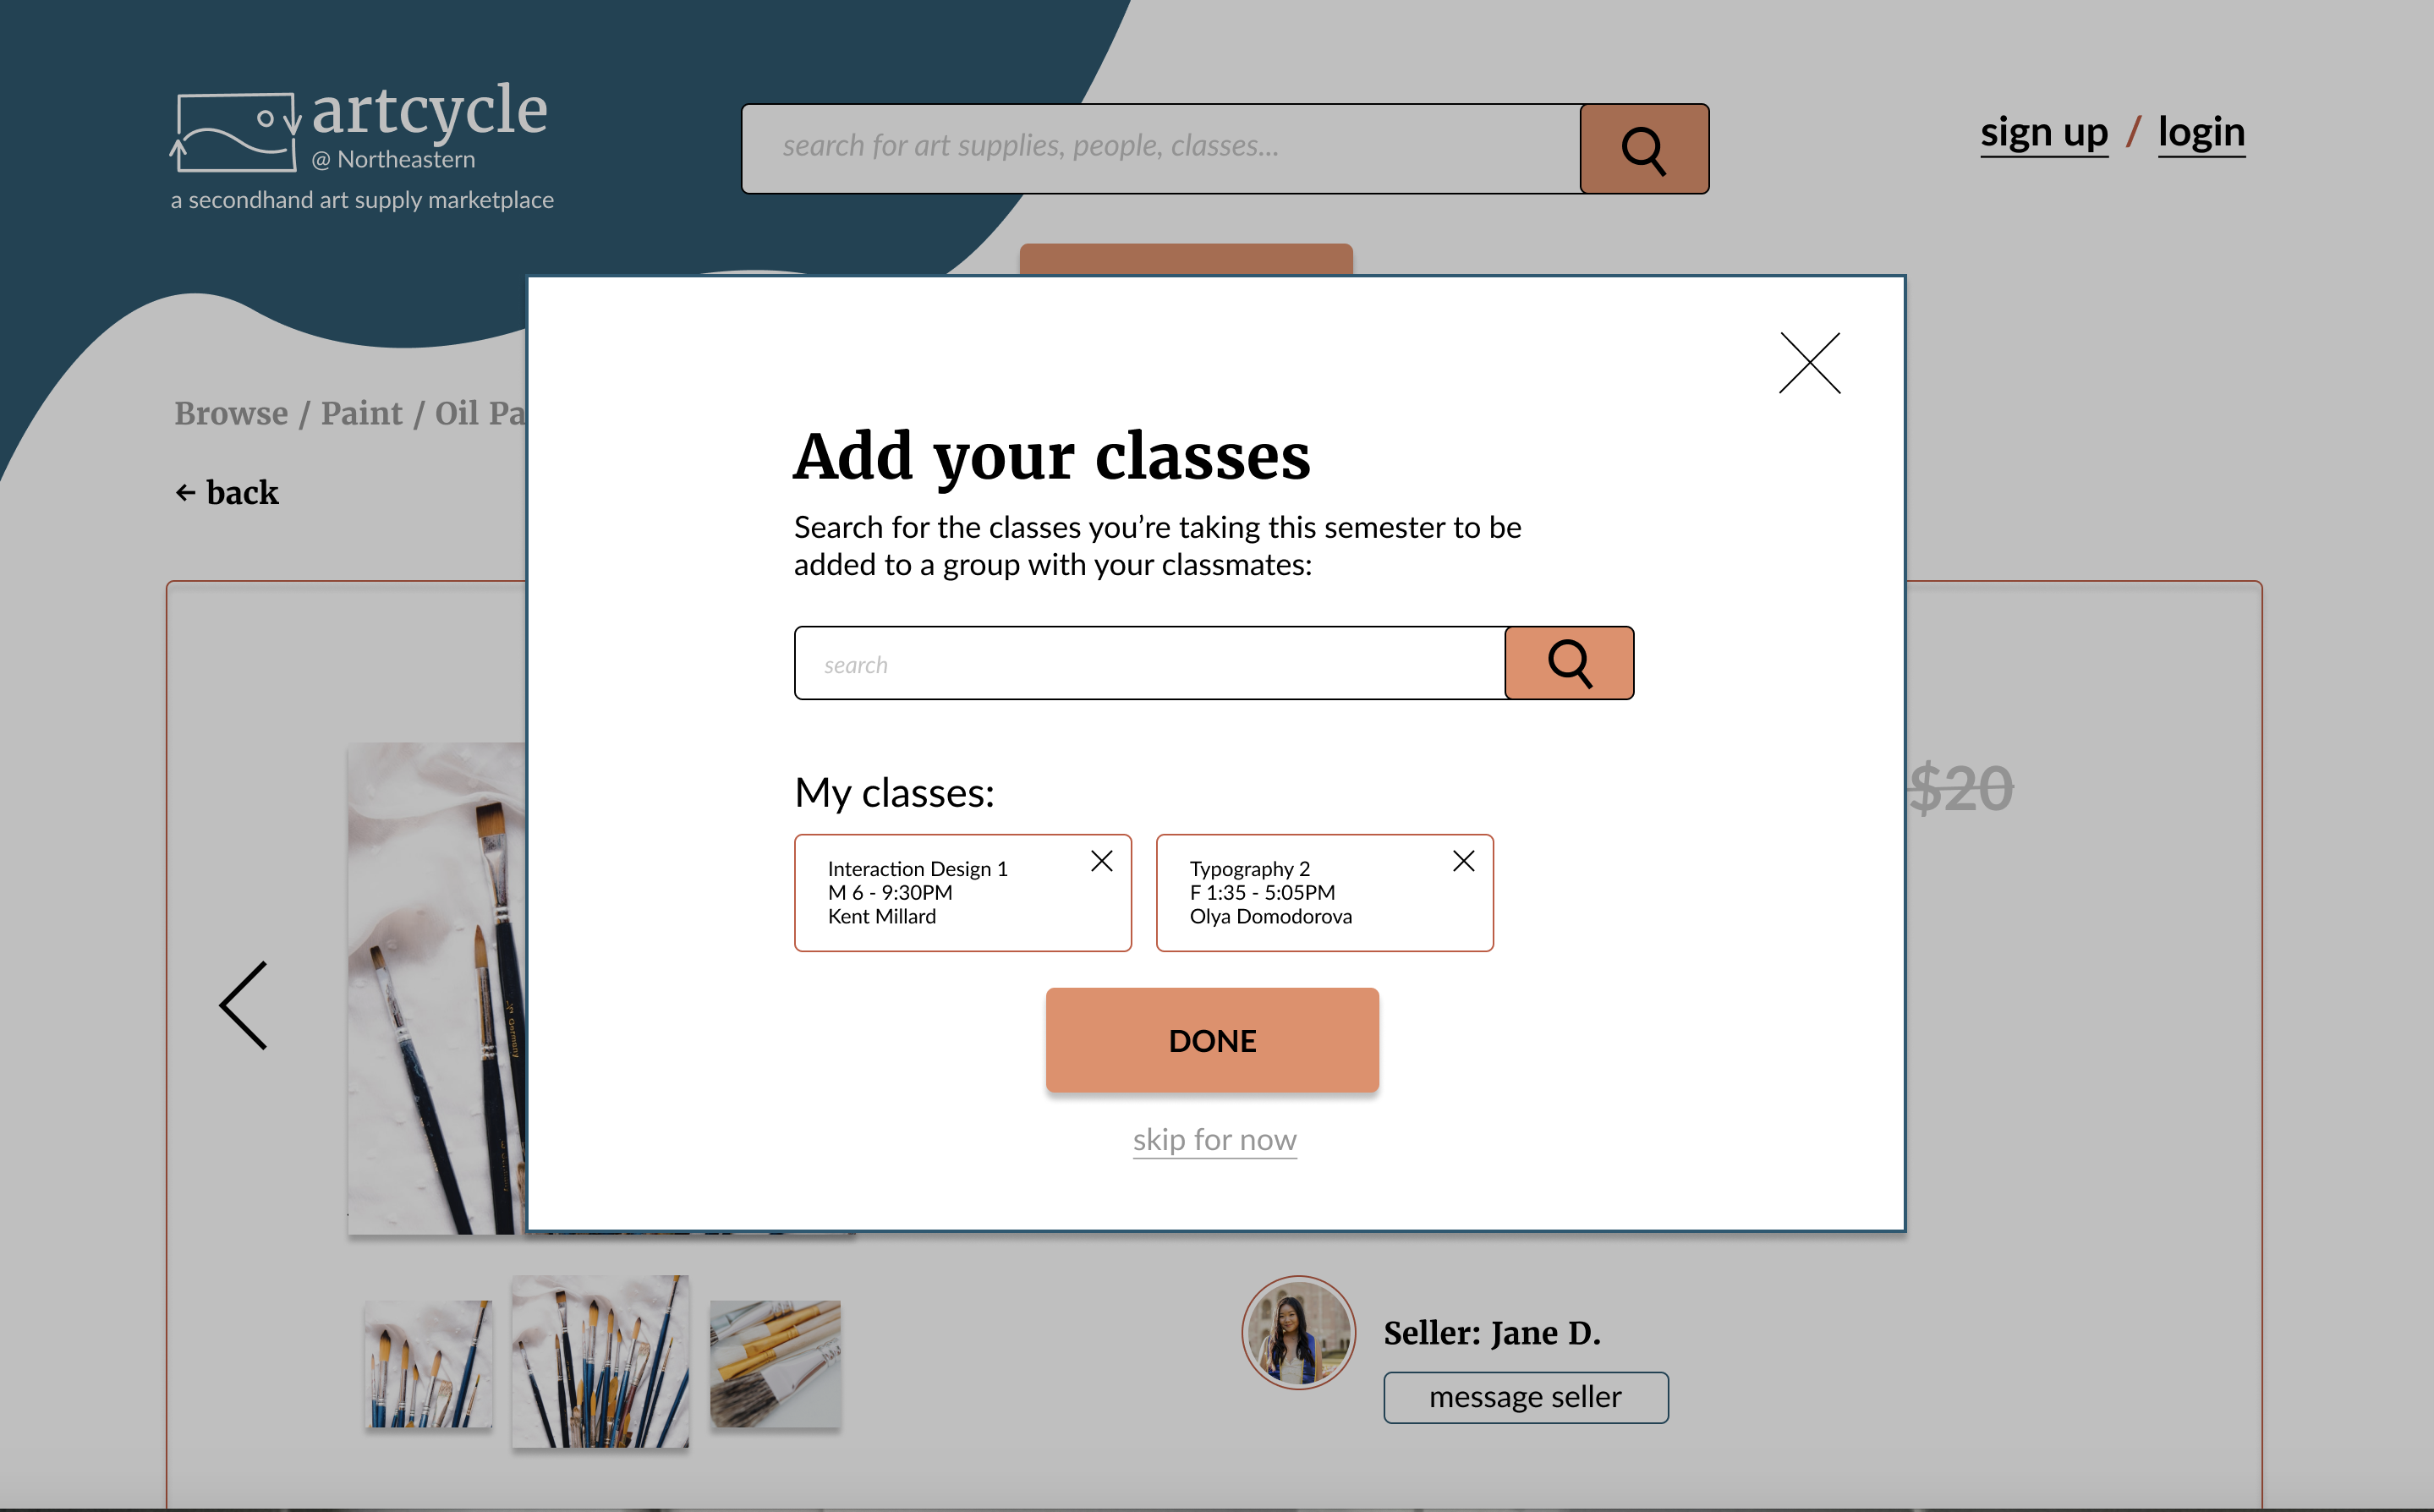 artcycle
@ Northeastern
a secondhand art supply marketplace
search for art supplies, people, classes...
sign up / login
Browse / Paint / Oil Pa
← back
Add your classes
Search for the classes you’re taking this semester to be
added to a group with your classmates:
search
My classes:
Interaction Design 1
M 6 - 9:30PM
Kent Millard
Typography 2
F 1:35 - 5:05PM
Olya Domodorova
DONE
skip for now
$20
Germany
Seller: Jane D.
message seller